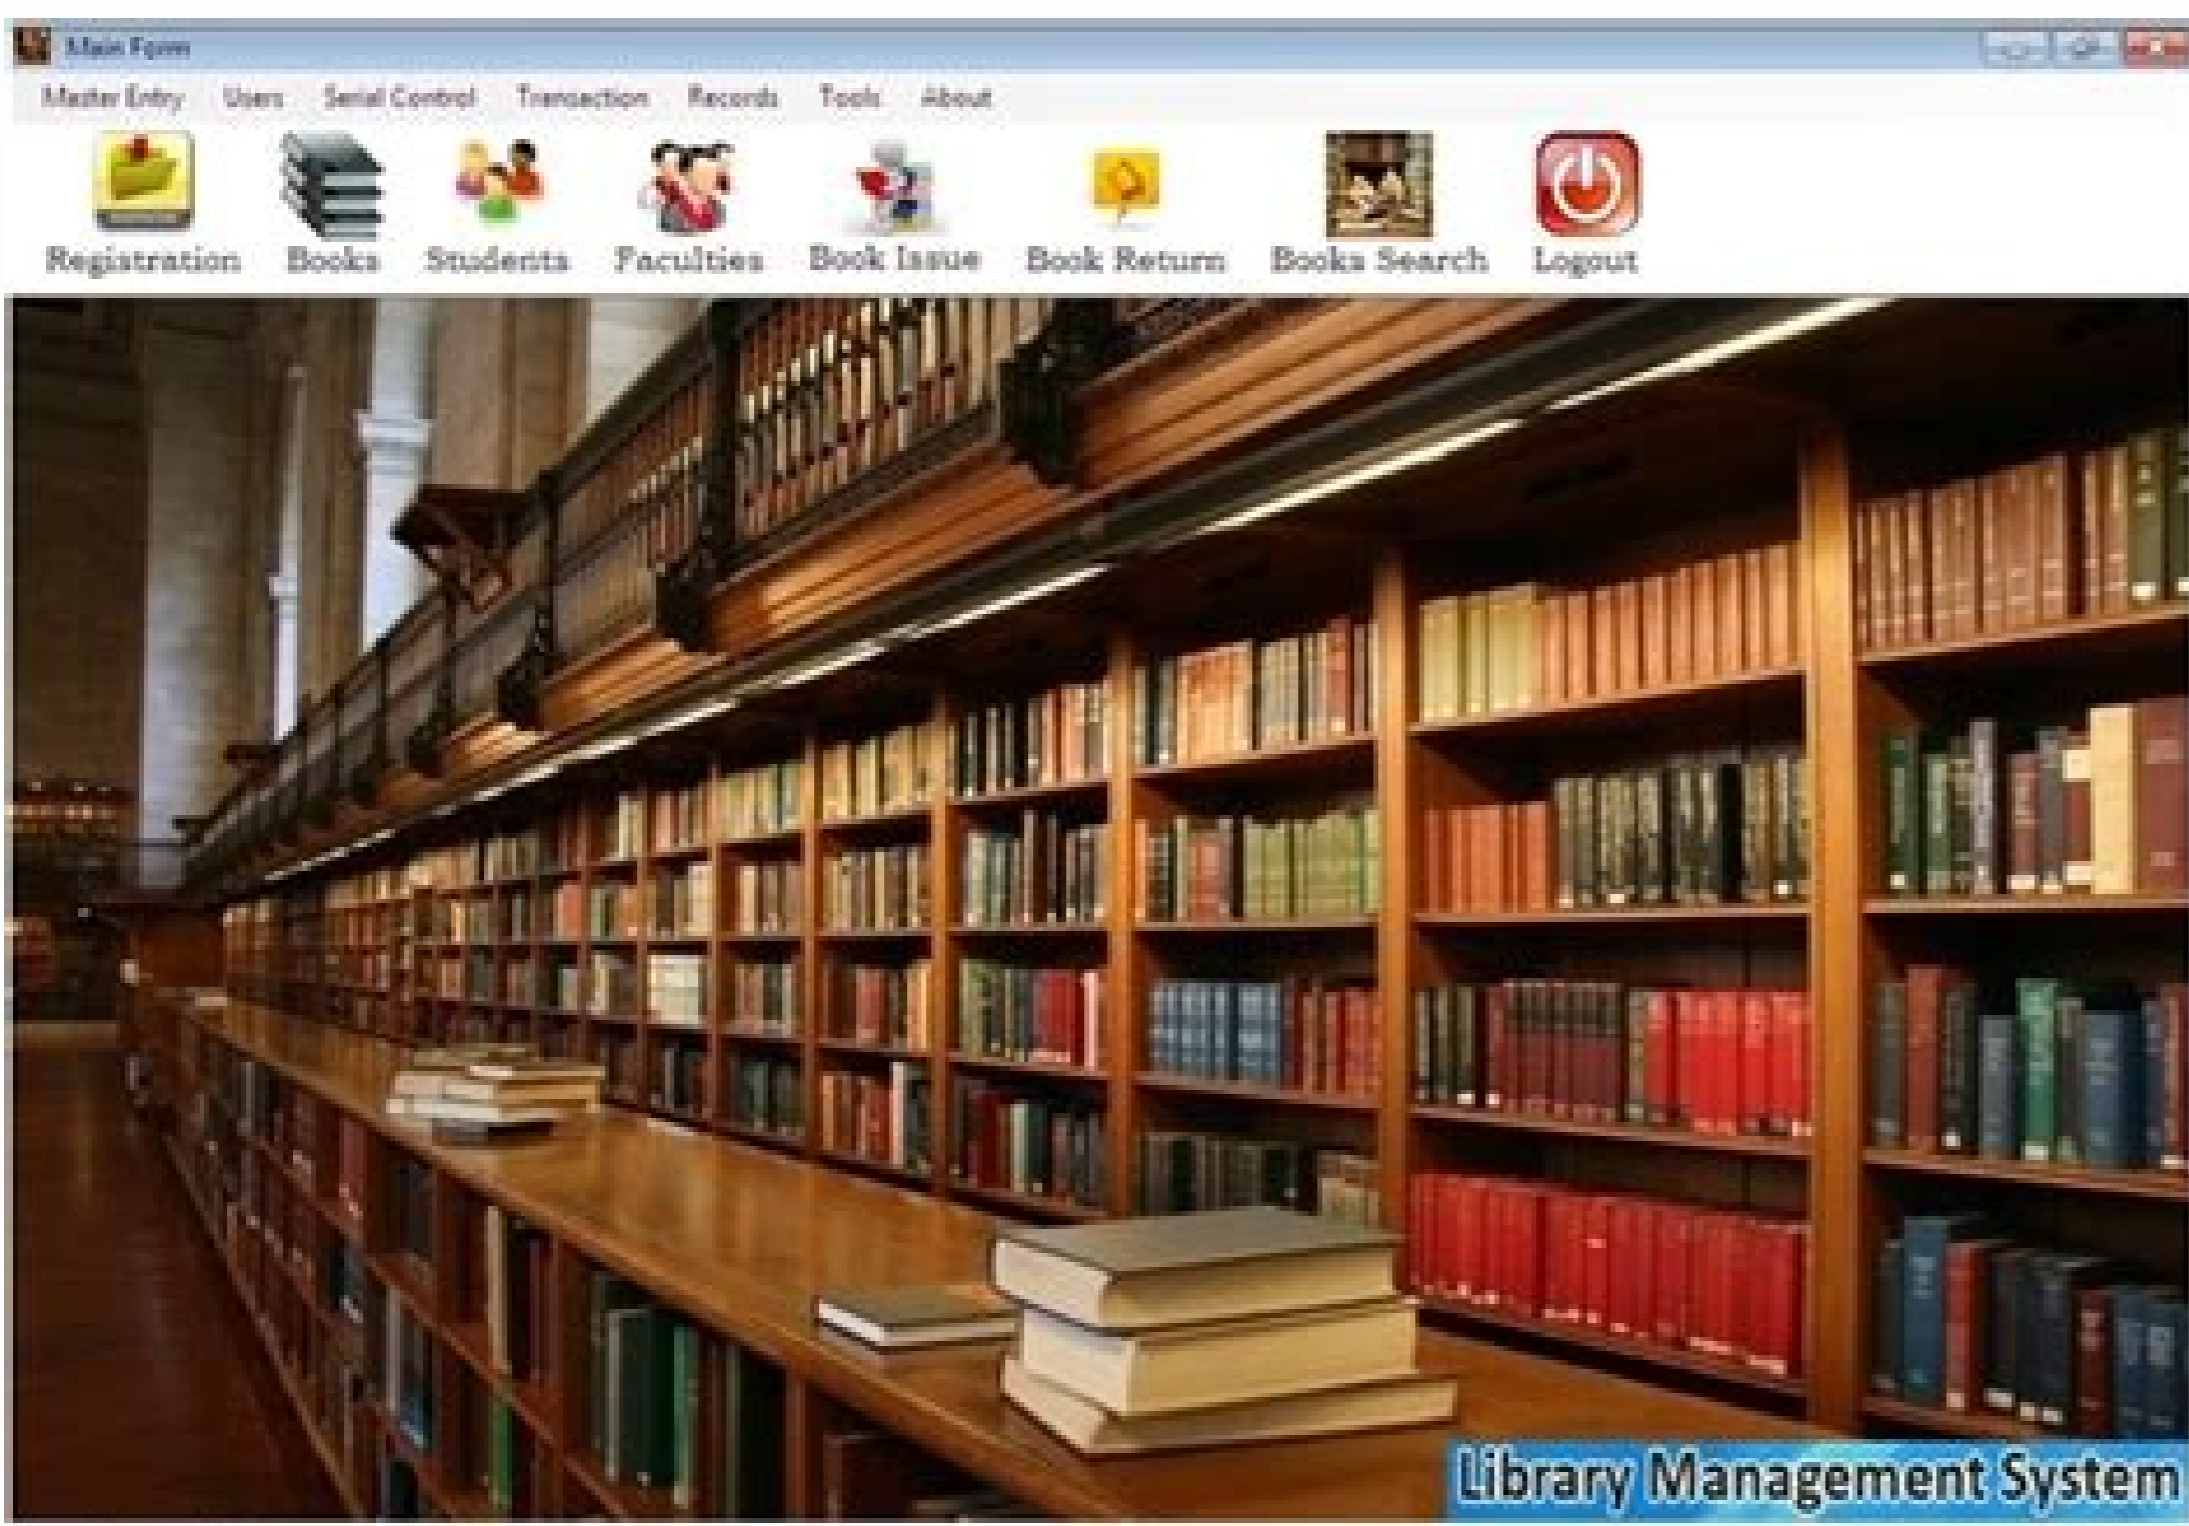 Main Form
Master Entry Users Serial Control Transaction Records Tools About
Registration Books Students Faculties Book Issue Book Return Books Search Logout
Library Management System